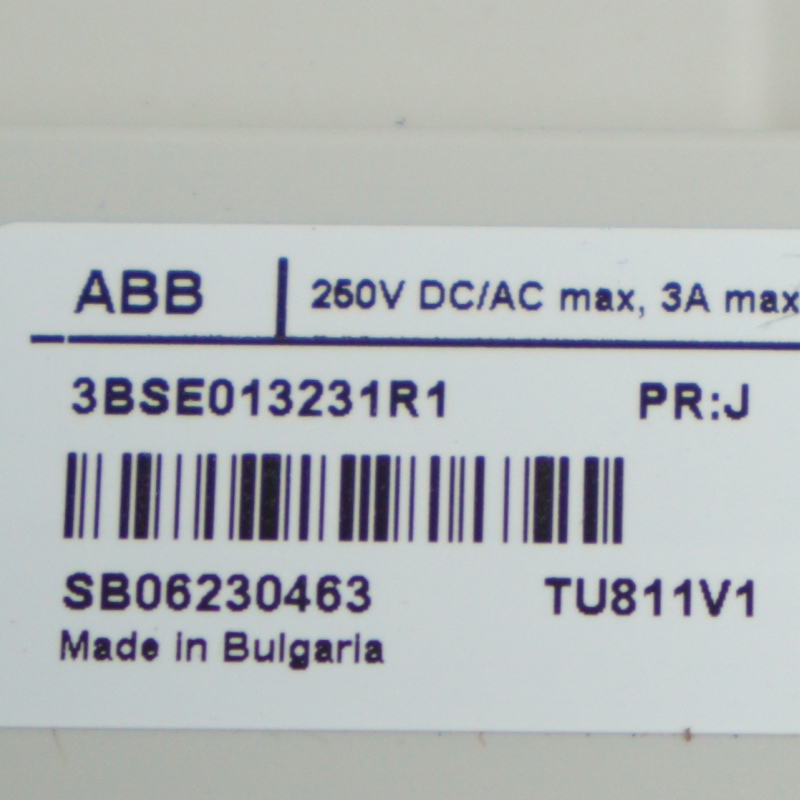 ABB 250V DC/AC max, 3A max
3BSE013231R1 PR:J
SB06230463 TU811V1
Made in Bulgaria